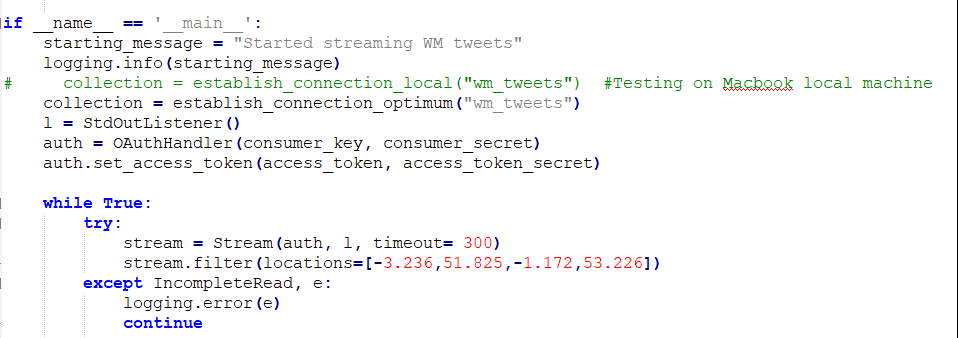 if __name__ == '__main__':
    starting_message = "Started streaming WM tweets"
    logging.info(starting_message)
#     collection = establish_connection_local("wm_tweets")  #Testing on Macbook local machine
    collection = establish_connection_optimum("wm_tweets")
    l = StdOutListener()
    auth = OAuthHandler(consumer_key, consumer_secret)
    auth.set_access_token(access_token, access_token_secret)

    while True:
        try:
            stream = Stream(auth, l, timeout= 300)
            stream.filter(locations=[-3.236,51.825,-1.172,53.226])
        except IncompleteRead, e:
            logging.error(e)
            continue